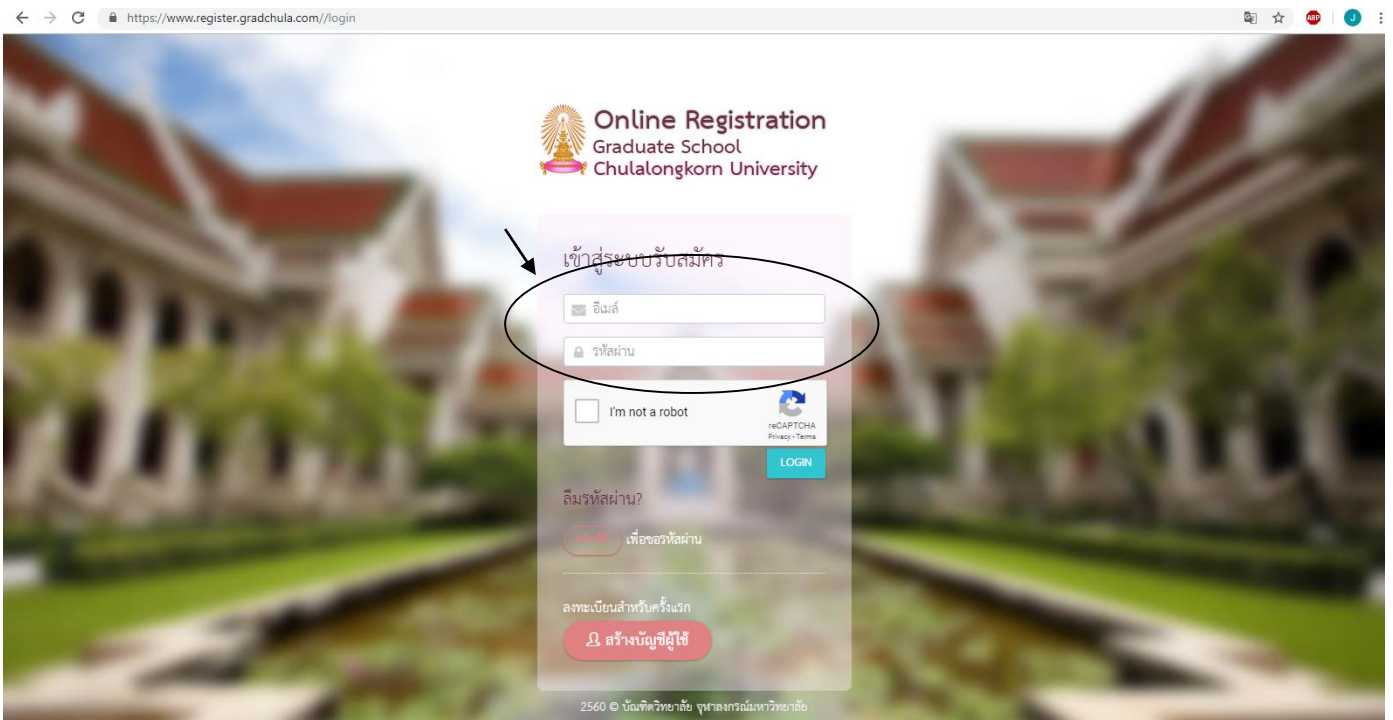 https://www.register.gradchula.com//login
ABP
J
Online Registration
Graduate School
Chulalongkorn University
เข้าสู่ระบบรับสมัคร
อีเมล์
รหัสผ่าน
I'm not a robot
reCAPTCHA
Privacy - Terms
LOGIN
ลืมรหัสผ่าน?
เพื่อขอรหัสผ่าน
ลงทะเบียนสำหรับครั้งแรก
สร้างบัญชีผู้ใช้
2560 © บัณฑิตวิทยาลัย จุฬาลงกรณ์มหาวิทยาลัย